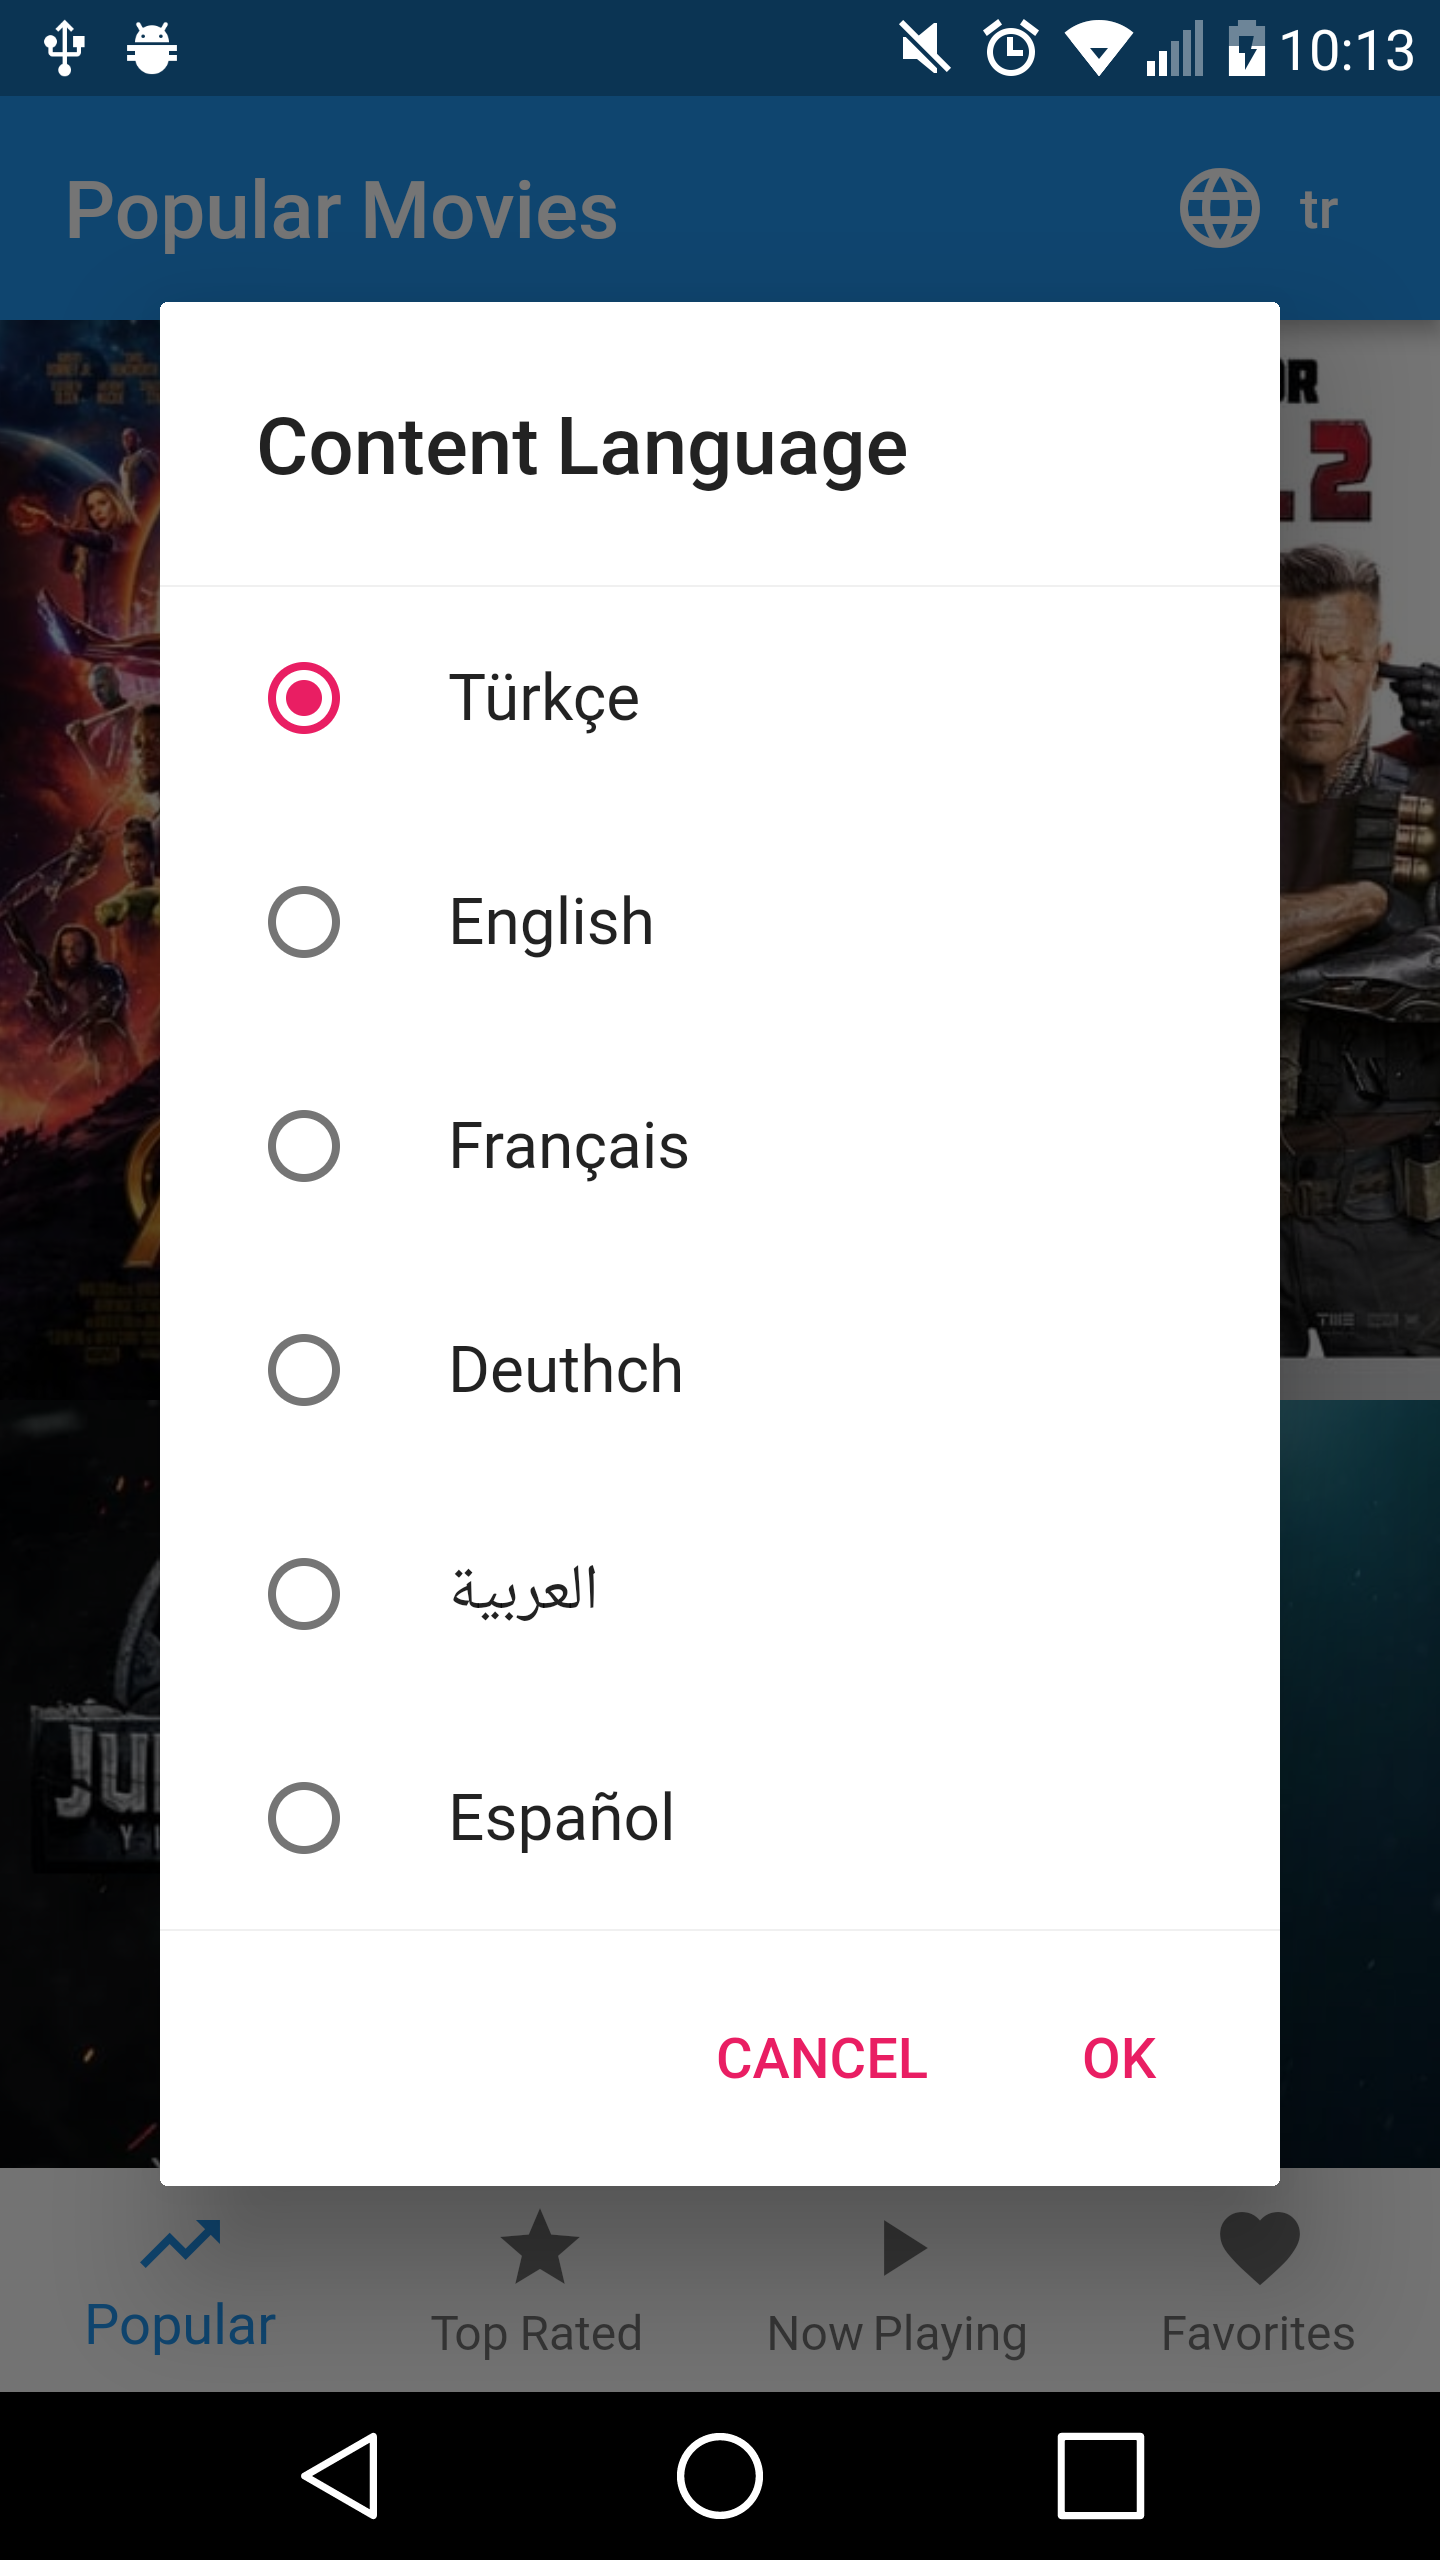 10:13
Popular Movies
tr
Content Language
Türkçe
English
Français
Deuthch
العربية
Español
CANCEL
OK
Popular
Top Rated
Now Playing
Favorites